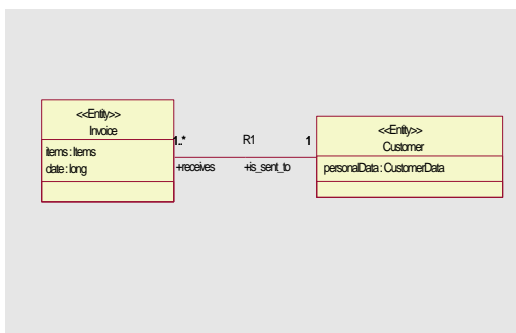 <<Entity>>
Invoice
items : Items
date : long
1..*
R1
1
+receives
+is_sent_to
<<Entity>>
Customer
personalData : CustomerData